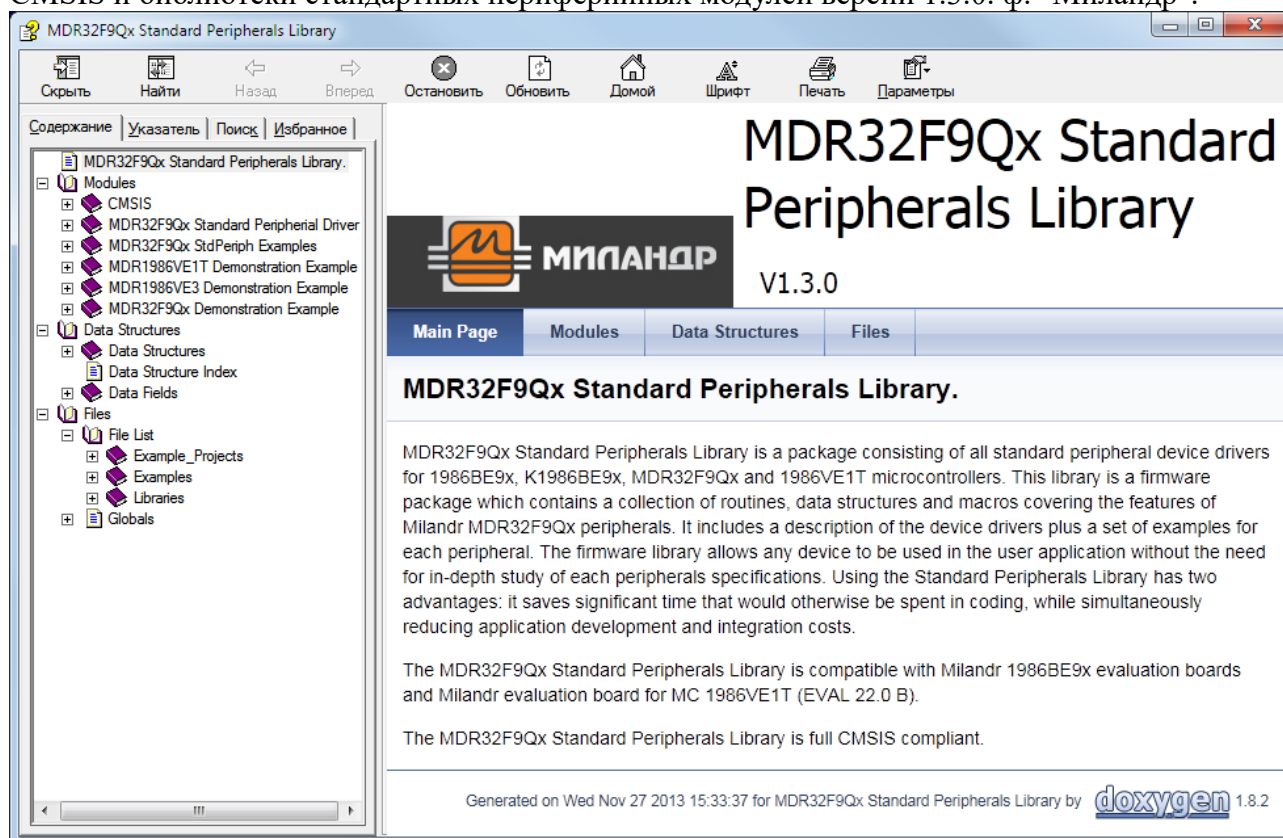 CMSIS и библиотеки стандартных периферийных модулей версии 1.3.0. ф. "Миландр".
MDR32F9Qx Standard Peripherals Library
Скрыть Найти Назад Вперед Остановить Обновить Домой Шрифт Печать Параметры
Содержание Указатель Поиск Избранное
MDR32F9Qx Standard Peripherals Library.
Modules
CMSIS
MDR32F9Qx Standard Peripherial Driver
MDR32F9Qx StdPeriph Examples
MDR1986VE1T Demonstration Example
MDR1986VE3 Demonstration Example
MDR32F9Qx Demonstration Example
Data Structures
Data Structures
Data Structure Index
Data Fields
Files
File List
Example_Projects
Examples
Libraries
Globals
МИЛАНДР
MDR32F9Qx Standard
Peripherals Library
V1.3.0
Main Page Modules Data Structures Files
MDR32F9Qx Standard Peripherals Library.
MDR32F9Qx Standard Peripherals Library is a package consisting of all standard peripheral device drivers
for 1986BE9x, K1986BE9x, MDR32F9Qx and 1986VE1T microcontrollers. This library is a firmware
package which contains a collection of routines, data structures and macros covering the features of
Milandr MDR32F9Qx peripherals. It includes a description of the device drivers plus a set of examples for
each peripheral. The firmware library allows any device to be used in the user application without the need
for in-depth study of each peripherals specifications. Using the Standard Peripherals Library has two
advantages: it saves significant time that would otherwise be spent in coding, while simultaneously
reducing application development and integration costs.
The MDR32F9Qx Standard Peripherals Library is compatible with Milandr 1986BE9x evaluation boards
and Milandr evaluation board for MC 1986VE1T (EVAL 22.0 B).
The MDR32F9Qx Standard Peripherals Library is full CMSIS compliant.
Generated on Wed Nov 27 2013 15:33:37 for MDR32F9Qx Standard Peripherals Library by doxygen 1.8.2